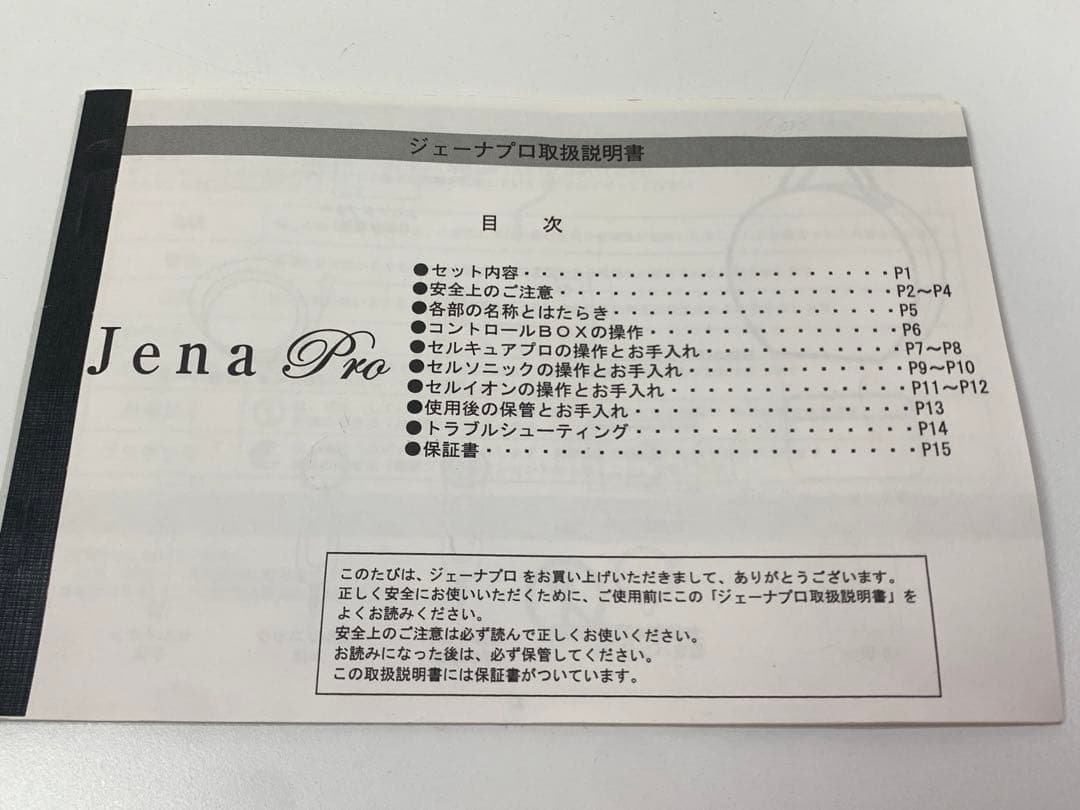 ジェーナプロ取扱説明書
目　次
●セット内容・・・・・・・・・・・・・・・・・・・・・P1
●安全上のご注意・・・・・・・・・・・・・・・・・・・P2～P4
●各部の名称とはたらき・・・・・・・・・・・・・・・・P5
●コントロールＢＯＸの操作・・・・・・・・・・・・・・P6
●セルキュアプロの操作とお手入れ・・・・・・・・・・・P7～P8
●セルソニックの操作とお手入れ・・・・・・・・・・・・P9～P10
●セルイオンの操作とお手入れ・・・・・・・・・・・・・P11～P12
●使用後の保管とお手入れ・・・・・・・・・・・・・・・P13
●トラブルシューティング・・・・・・・・・・・・・・・P14
●保証書・・・・・・・・・・・・・・・・・・・・・・・P15
Jena Pro
このたびは、ジェーナプロ をお買い上げいただきまして、ありがとうございます。
正しく安全にお使いいただくために、ご使用前にこの「ジェーナプロ取扱説明書」を
よくお読みください。
安全上のご注意は必ず読んで正しくお使いください。
お読みになった後は、必ず保管してください。
この取扱説明書には保証書がついています。